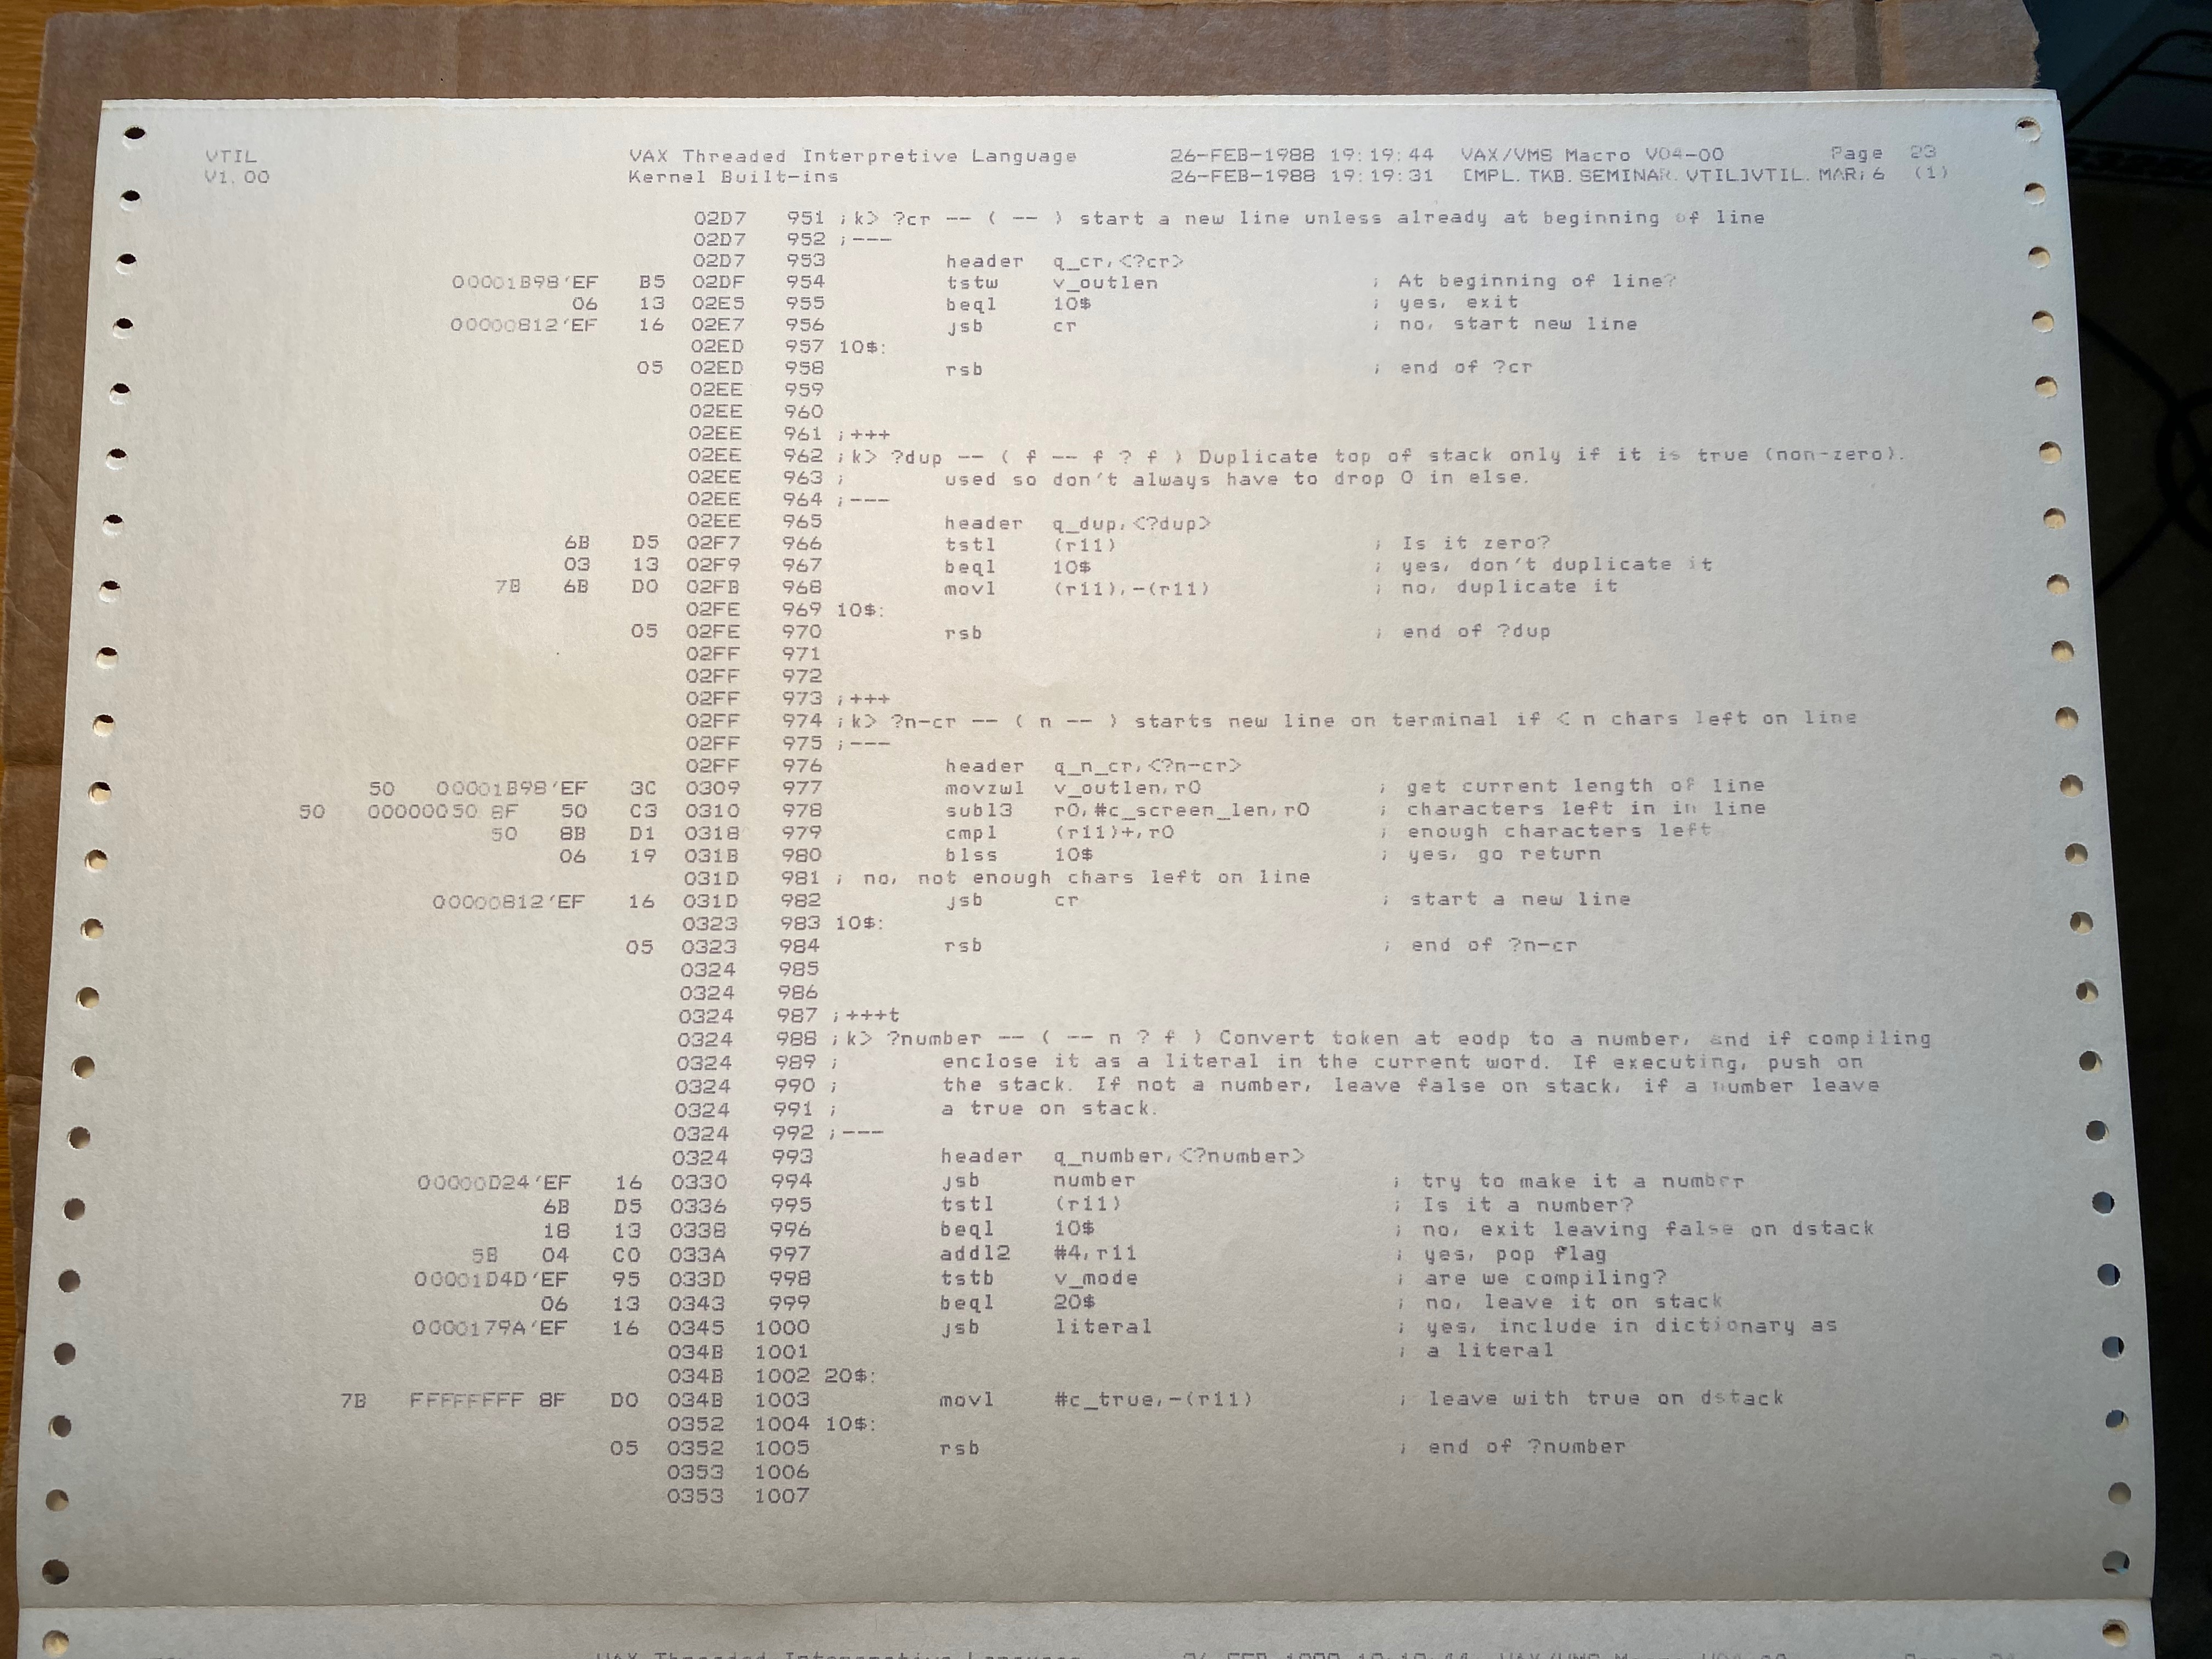 VTIL VAX Threaded Interpretive Language 26-FEB-1988 19:19:44 VAX/VMS Macro V04-00 Page 23
V1.00 Kernel Built-ins 26-FEB-1988 19:19:31 [MPL.TKB.SEMINAR.VTIL]VTIL.MAR;6 (1)
02D7 951 ;k> ?cr -- ( -- ) start a new line unless already at beginning of line
02D7 952 ;---
02D7 953 header q_cr,<?cr>
00001B98'EF B5 02DF 954 tstw v_outlen ; At beginning of line?
06 13 02E5 955 beql 10$ ; yes, exit
00000812'EF 16 02E7 956 jsb cr ; no, start new line
02ED 957 10$:
05 02ED 958 rsb ; end of ?cr
02EE 959
02EE 960
02EE 961 ;+++
02EE 962 ;k> ?dup -- ( f -- f ? f ) Duplicate top of stack only if it is true (non-zero).
02EE 963 ; used so don't always have to drop 0 in else.
02EE 964 ;---
02EE 965 header q_dup,<?dup>
6B D5 02F7 966 tstl (r11) ; Is it zero?
03 13 02F9 967 beql 10$ ; yes, don't duplicate it
7B 6B D0 02FB 968 movl (r11),-(r11) ; no, duplicate it
02FE 969 10$:
05 02FE 970 rsb ; end of ?dup
02FF 971
02FF 972
02FF 973 ;+++
02FF 974 ;k> ?n-cr -- ( n -- ) starts new line on terminal if < n chars left on line
02FF 975 ;---
02FF 976 header q_n_cr,<?n-cr>
50 00001B98'EF 3C 0309 977 movzwl v_outlen,r0 ; get current length of line
50 00000050 8F 50 C3 0310 978 subl3 r0,#c_screen_len,r0 ; characters left in in line
50 8B D1 0318 979 cmpl (r11)+,r0 ; enough characters left
06 19 031B 980 blss 10$ ; yes, go return
031D 981 ; no, not enough chars left on line
00000812'EF 16 031D 982 jsb cr ; start a new line
0323 983 10$:
05 0323 984 rsb ; end of ?n-cr
0324 985
0324 986
0324 987 ;+++t
0324 988 ;k> ?number -- ( -- n ? f ) Convert token at eodp to a number, and if compiling
0324 989 ; enclose it as a literal in the current word. If executing, push on
0324 990 ; the stack. If not a number, leave false on stack, if a number leave
0324 991 ; a true on stack.
0324 992 ;---
0324 993 header q_number,<?number>
00000D24'EF 16 0330 994 jsb number ; try to make it a number
6B D5 0336 995 tstl (r11) ; Is it a number?
18 13 0338 996 beql 10$ ; no, exit leaving false on dstack
5B 04 C0 033A 997 addl2 #4,r11 ; yes, pop flag
00001D4D'EF 95 033D 998 tstb v_mode ; are we compiling?
06 13 0343 999 beql 20$ ; no, leave it on stack
0000179A'EF 16 0345 1000 jsb literal ; yes, include in dictionary as
034B 1001 ; a literal
034B 1002 20$:
7B FFFFFFFF 8F D0 034B 1003 movl #c_true,-(r11) ; leave with true on dstack
0352 1004 10$:
05 0352 1005 rsb ; end of ?number
0353 1006
0353 1007
VAX Threaded Interpretive Language